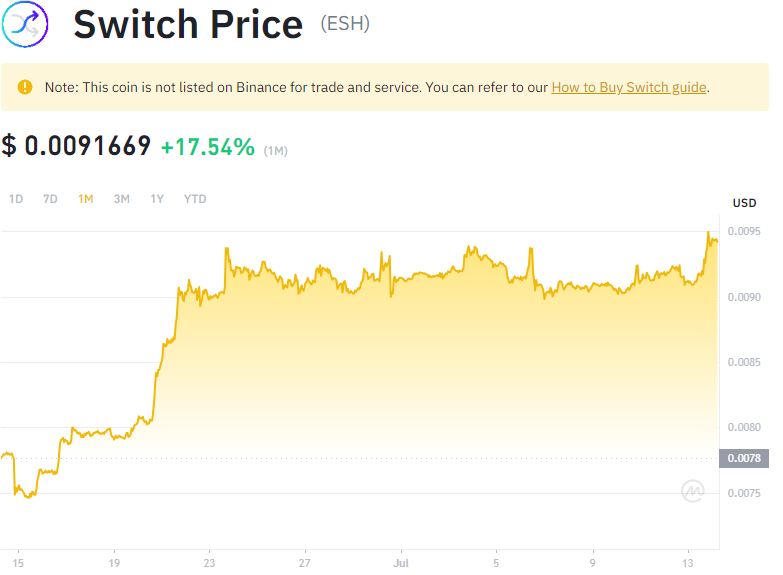 Switch Price (ESH)
Note: This coin is not listed on Binance for trade and service. You can refer to our How to Buy Switch guide.
$ 0.0091669 +17.54% (1M)
1D 7D 1M 3M 1Y YTD
USD
0.0095
0.0090
0.0085
0.0080
0.0078
0.0075
15 19 23 27 Jul 5 9 13